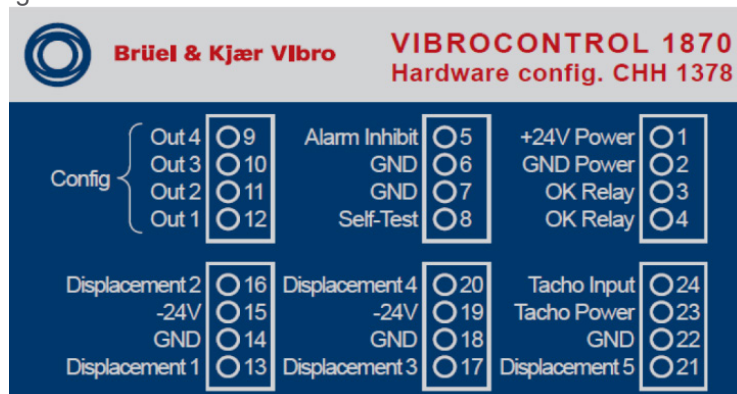 Brüel & Kjær VIbro
VIBROCONTROL 1870
Hardware config. CHH 1378
Config
Out 4 9
Out 3 10
Out 2 11
Out 1 12
Alarm Inhibit 5
GND 6
GND 7
Self-Test 8
+24V Power 1
GND Power 2
OK Relay 3
OK Relay 4
Displacement 2 16
-24V 15
GND 14
Displacement 1 13
Displacement 4 20
-24V 19
GND 18
Displacement 3 17
Tacho Input 24
Tacho Power 23
GND 22
Displacement 5 21